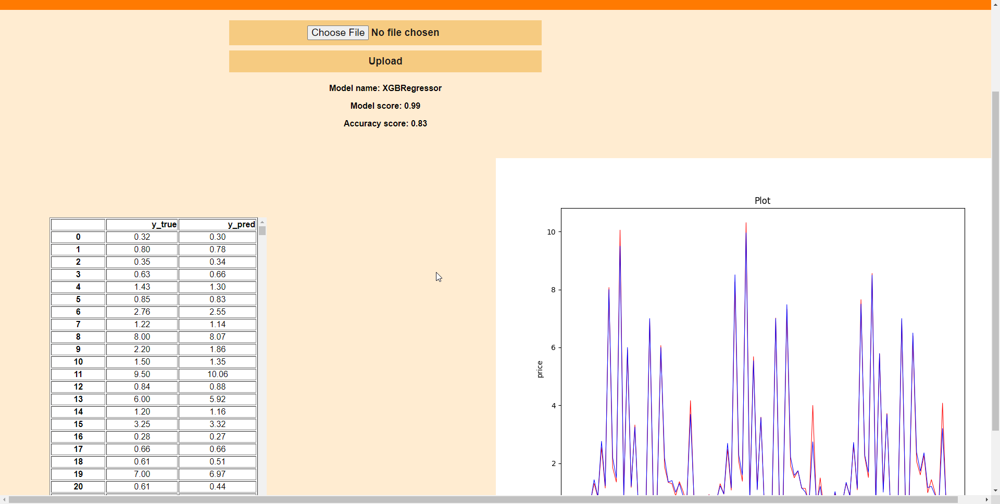 Choose File No file chosen
Upload
Model name: XGBRegressor
Model score: 0.99
Accuracy score: 0.83
y_true y_pred
0 0.32 0.30
1 0.80 0.78
2 0.35 0.34
3 0.63 0.66
4 1.43 1.30
5 0.85 0.83
6 2.76 2.55
7 1.22 1.14
8 8.00 8.07
9 2.20 1.86
10 1.50 1.35
11 9.50 10.06
12 0.84 0.88
13 6.00 5.92
14 1.20 1.16
15 3.25 3.32
16 0.28 0.27
17 0.66 0.66
18 0.61 0.51
19 7.00 6.97
20 0.61 0.44
Plot
10
8
6
4
2
price